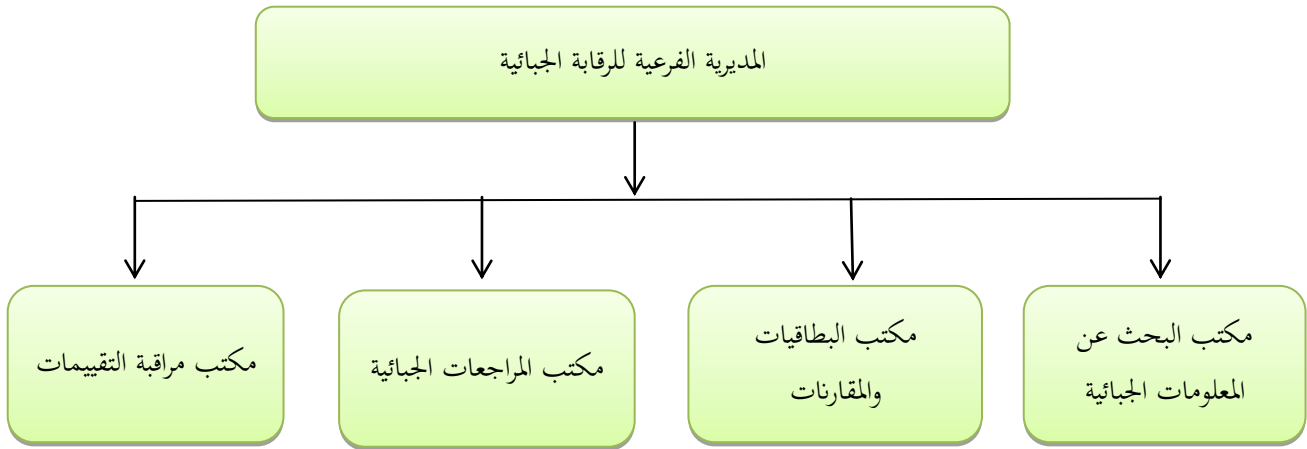 المديرية الفرعية للرقابة الجبائية
مكتب البحث عن
المعلومات الجبائية
مكتب البطاقيات
والمقارنات
مكتب المراجعات الجبائية
مكتب مراقبة التقييمات